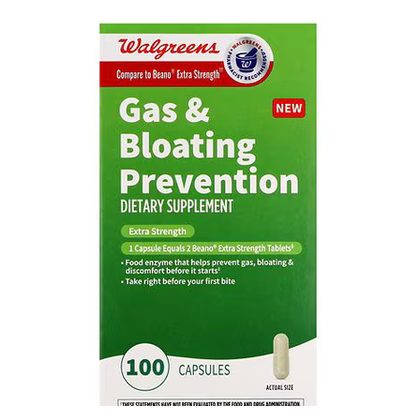 Walgreens
WALGREENS
PHARMACIST RECOMMENDED
Compare to Beano® Extra Strength††
Gas &
NEW
Bloating
Prevention
DIETARY SUPPLEMENT
Extra Strength
1 Capsule Equals 2 Beano® Extra Strength Tablets‡
• Food enzyme that helps prevent gas, bloating &
discomfort before it starts†
• Take right before your first bite
100 CAPSULES
ACTUAL SIZE
†THESE STATEMENTS HAVE NOT BEEN EVALUATED BY THE FOOD AND DRUG ADMINISTRATION.